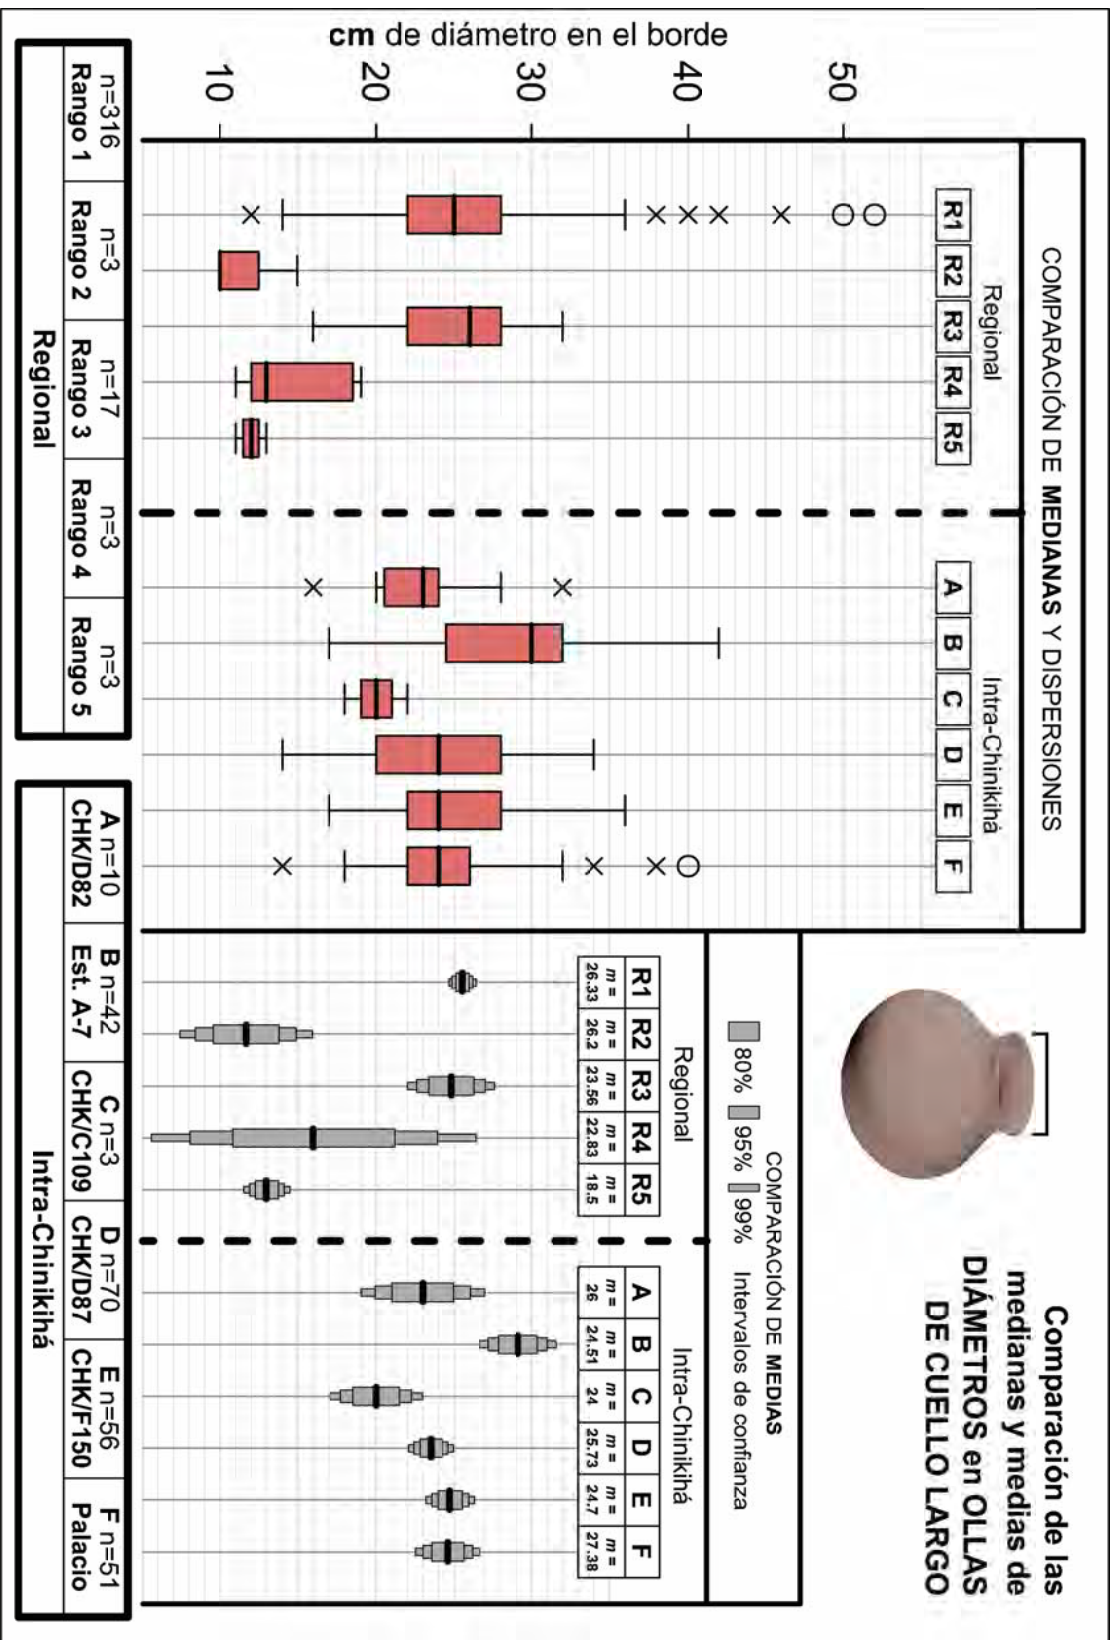 Comparación de las
medianas y medias de
DIÁMETROS en OLLAS
DE CUELLO LARGO
COMPARACIÓN DE MEDIANAS Y DISPERSIONES
Regional
Intra-Chinikihá
R1 R2 R3 R4 R5 A B C D E F
cm de diámetro en el borde
50
40
30
20
10
COMPARACIÓN DE MEDIAS
80% 95% 99% Intervalos de confianza
Regional
Intra-Chinikihá
R1 R2 R3 R4 R5 A B C D E F
m = m = m = m = m = m = m = m = m = m = m =
26.33 26.2 23.56 22.83 18.5 26 24.51 24 25.73 24.7 27.38
n=316 n=3 n=17 n=3 n=3
Rango 1 Rango 2 Rango 3 Rango 4 Rango 5
Regional
A n=10 B n=42 C n=3 D n=70 E n=56 F n=51
CHK/D82 Est. A-7 CHK/C109 CHK/D87 CHK/F150 Palacio
Intra-Chinikihá